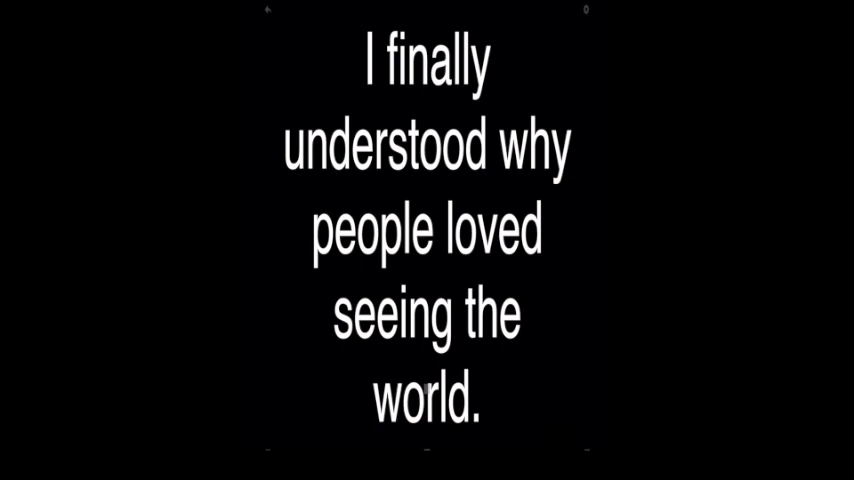 I finally
understood why
people loved
seeing the
world.